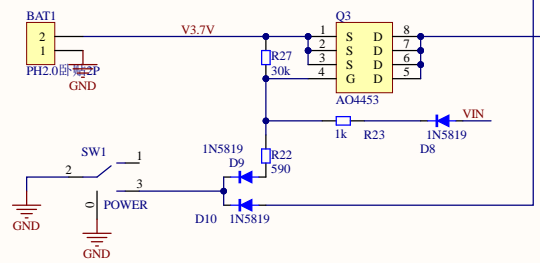 BAT1
Q3
V3.7V
2
1
1
2
3
4
S
S
S
G
D
D
D
D
8
7
6
5
R27
30k
PH2.0卧贴2P
GND
AO4453
VIN
1k
R23
1N5819
D8
SW1
1
2
3
0
POWER
GND
GND
1N5819
D9
R22
590
D10
1N5819